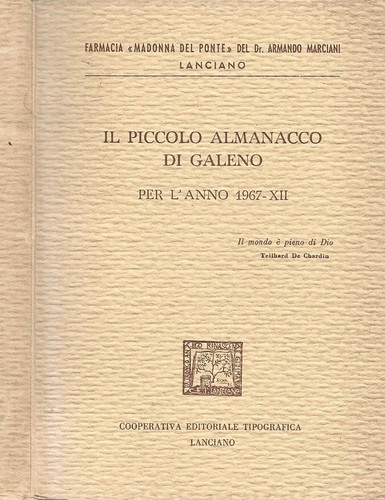 FARMACIA «MADONNA DEL PONTE» DEL Dr. ARMANDO MARCIANI
LANCIANO
IL PICCOLO ALMANACCO
DI GALENO
PER L'ANNO 1967-XII
Il mondo è pieno di Dio
Teilhard De Chardin
LANCIANO
COOPERATIVA EDITORIALE TIPOGRAFICA
LANCIANO